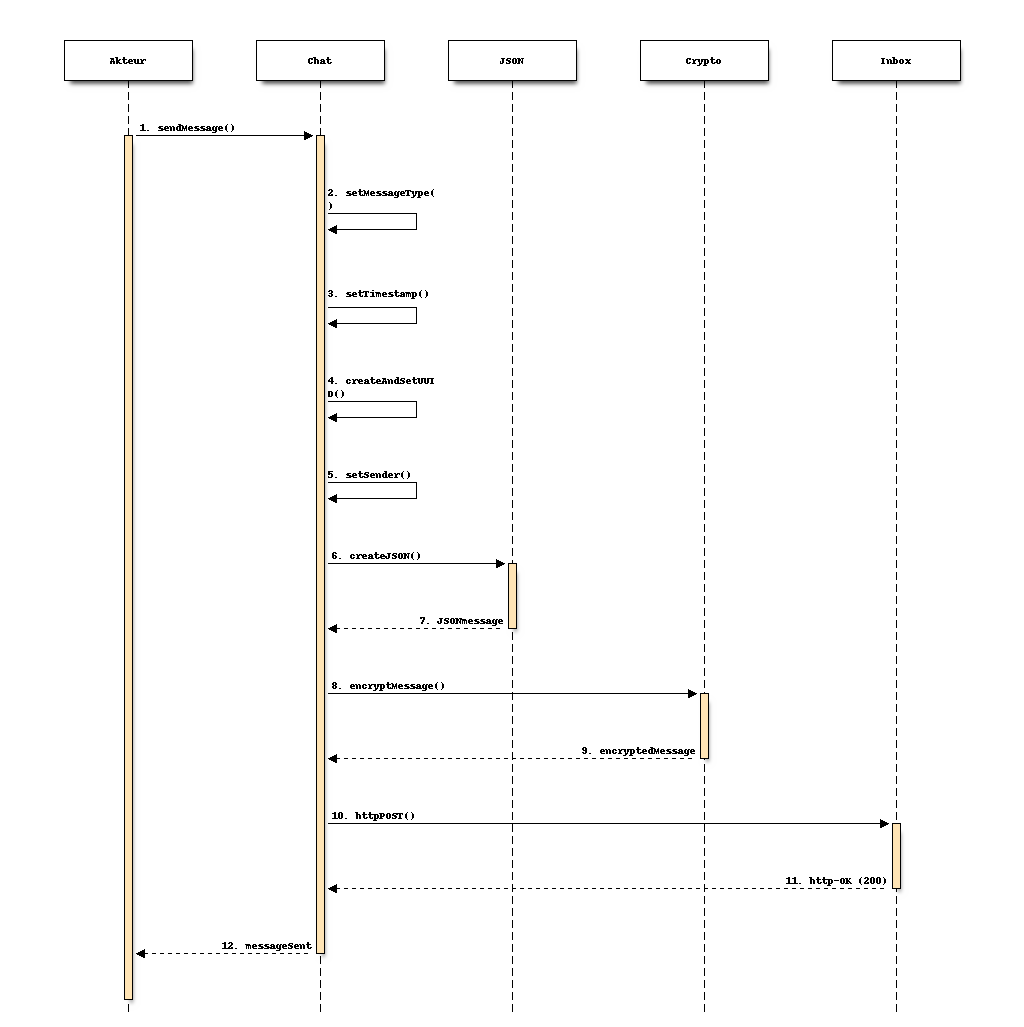 Akteur
Chat
JSON
Crypto
Inbox
1. sendMessage()
2. setMessageType(
)
3. setTimestamp()
4. createAndSetUUI
D()
5. setSender()
6. createJSON()
7. JSONmessage
8. encryptMessage()
9. encryptedMessage
10. httpPOST()
11. http-OK (200)
12. messageSent